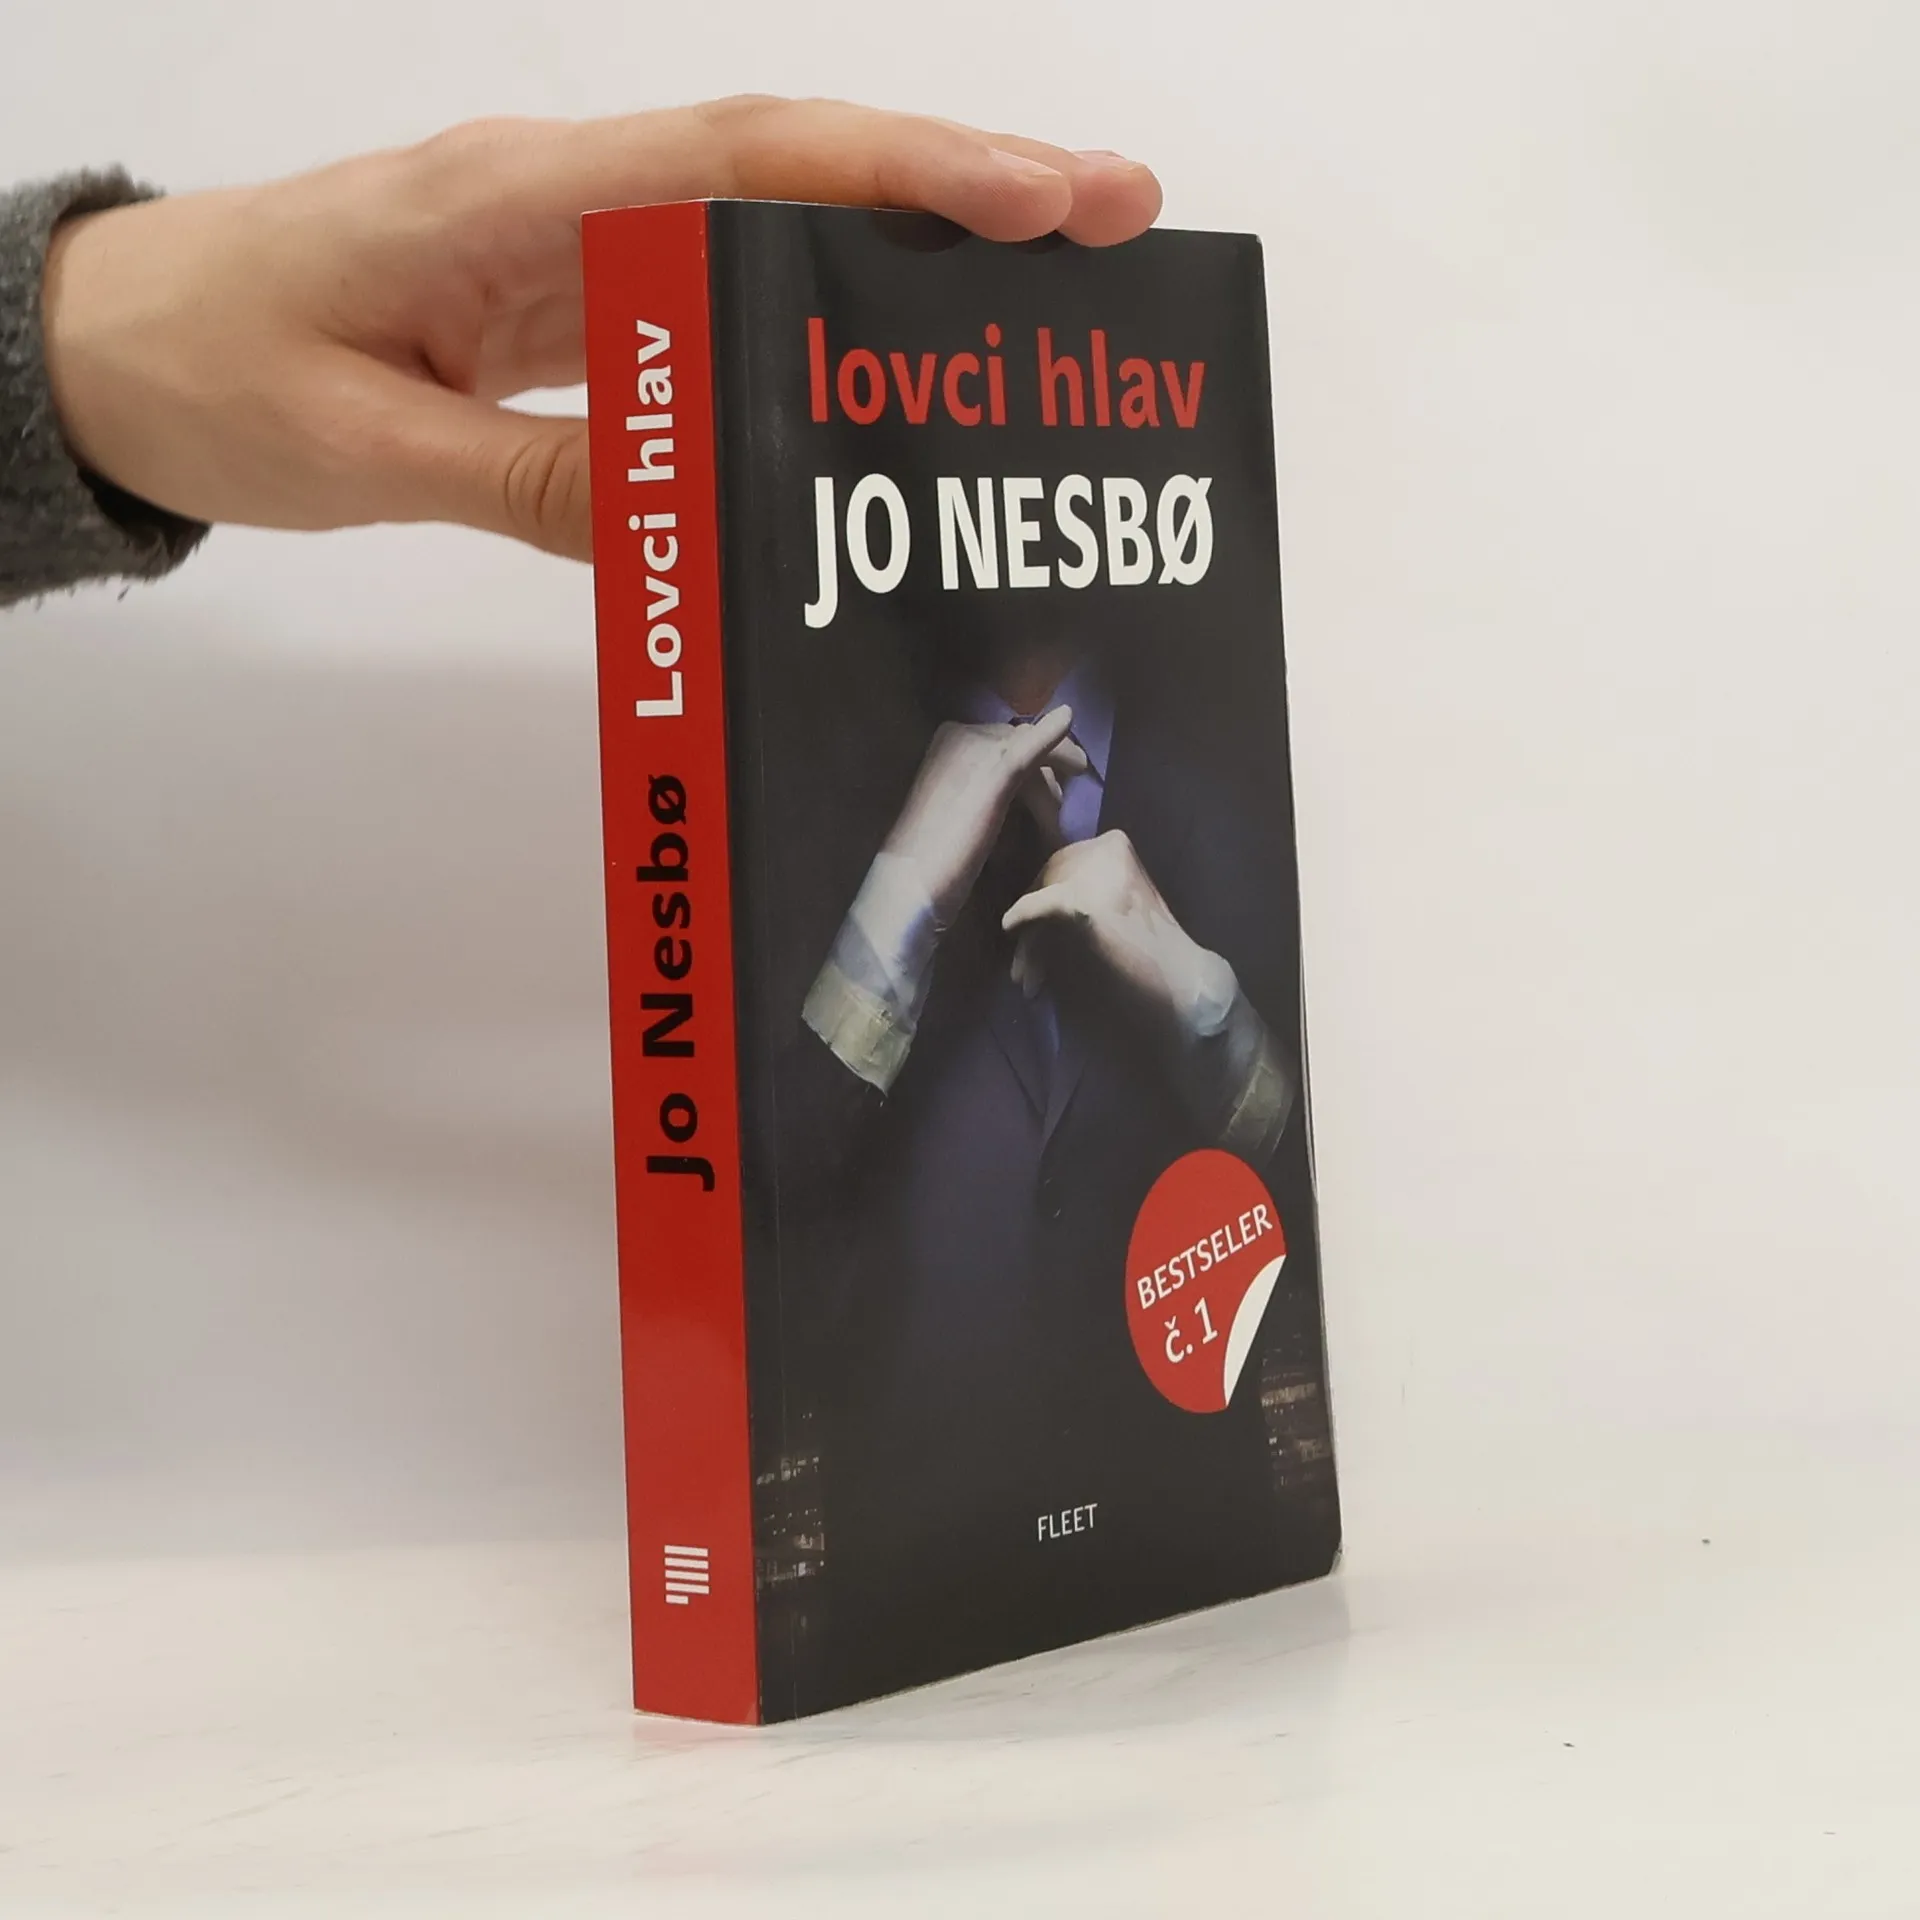 Jo Nesbø Lovci hlav
lovci hlav
JO NESBØ
BESTSELER
č. 1
FLEET